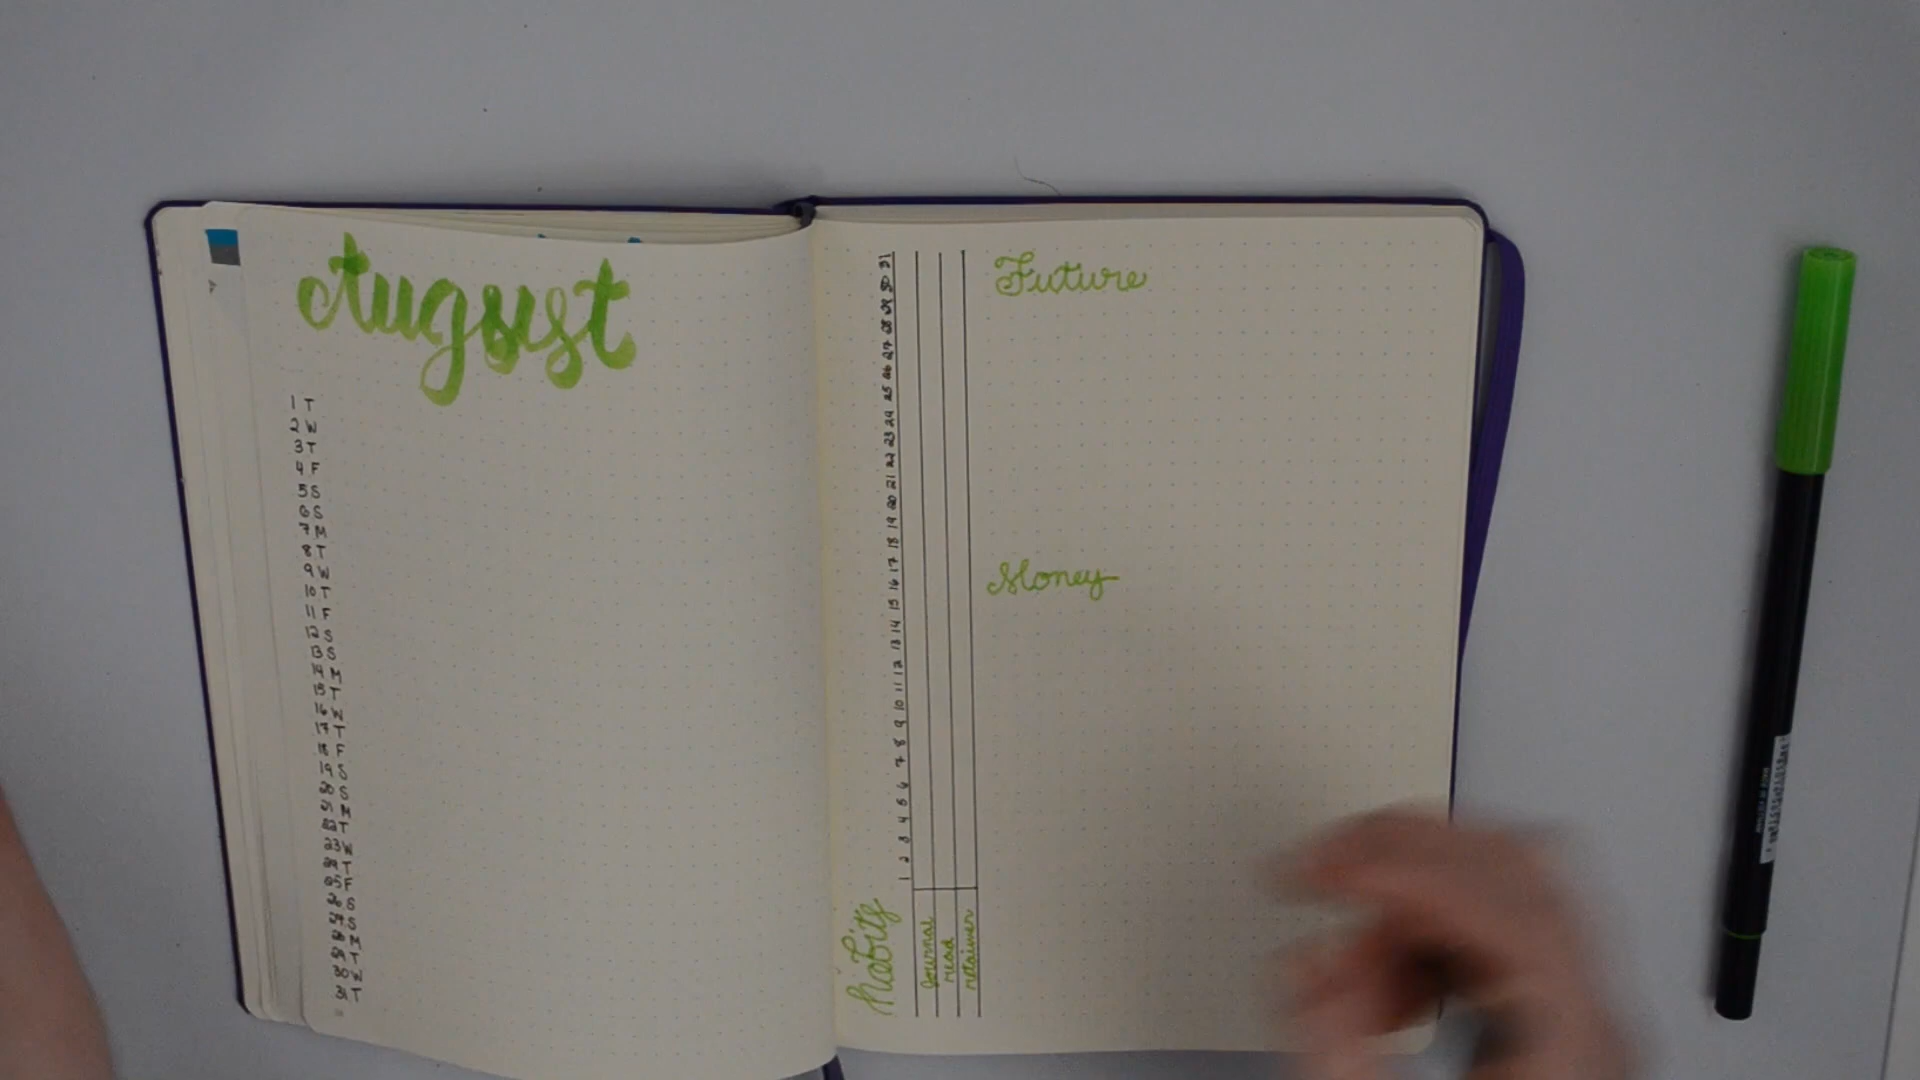 August
1 T
2 W
3 T
4 F
5 S
6 S
7 M
8 T
9 W
10 T
11 F
12 S
13 S
14 M
15 T
16 W
17 T
18 F
19 S
20 S
21 M
22 T
23 W
24 T
25 F
26 S
27 S
28 M
29 T
30 W
31 T
habits
1 2 3 4 5 6 7 8 9 10 11 12 13 14 15 16 17 18 19 20 21 22 23 24 25 26 27 28 29 30 31
journal
read
retainer
Future
Money